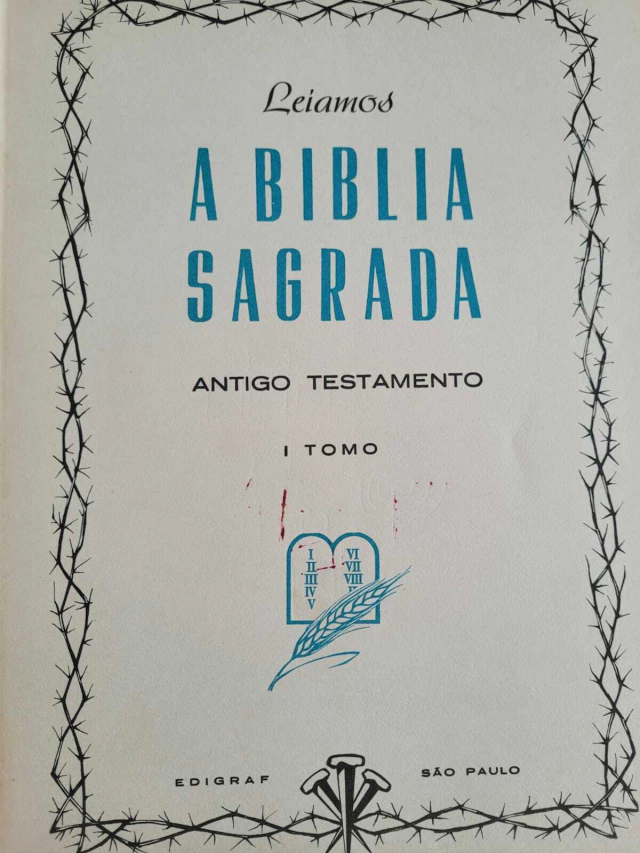 Leiamos
A BIBLIA
SAGRADA
ANTIGO TESTAMENTO
I TOMO
I VI
II VII
III VIII
IV
V
EDIGRAF SÃO PAULO